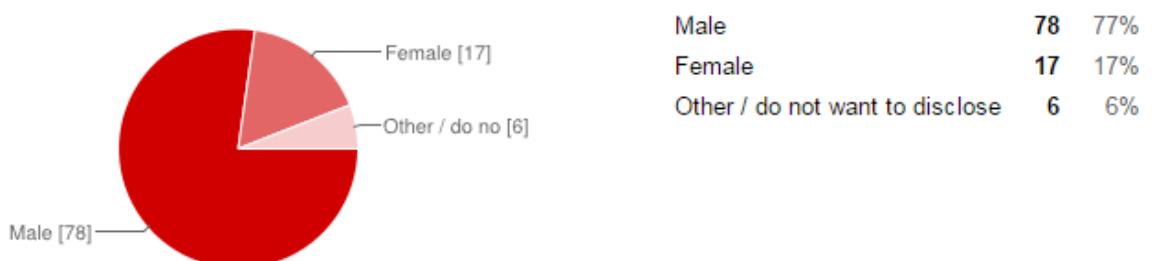 Female [17]
Other / do no [6]
Male [78]
Male 78 77%
Female 17 17%
Other / do not want to disclose 6 6%